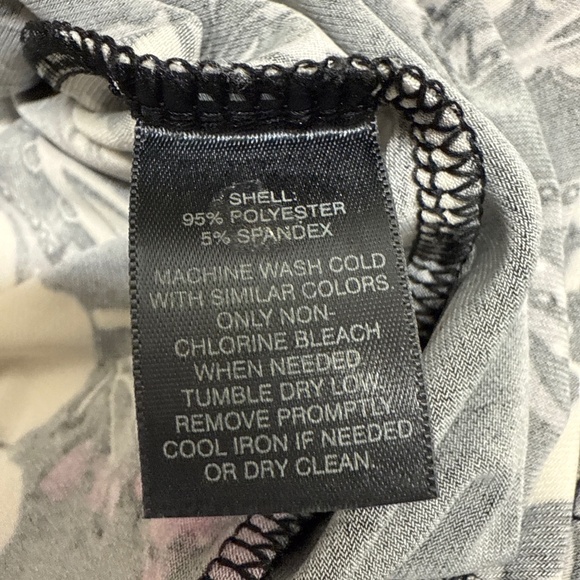 SHELL:
95% POLYESTER
5% SPANDEX
MACHINE WASH COLD
WITH SIMILAR COLORS.
ONLY NON-
CHLORINE BLEACH
WHEN NEEDED
TUMBLE DRY LOW.
REMOVE PROMPTLY.
COOL IRON IF NEEDED
OR DRY CLEAN.